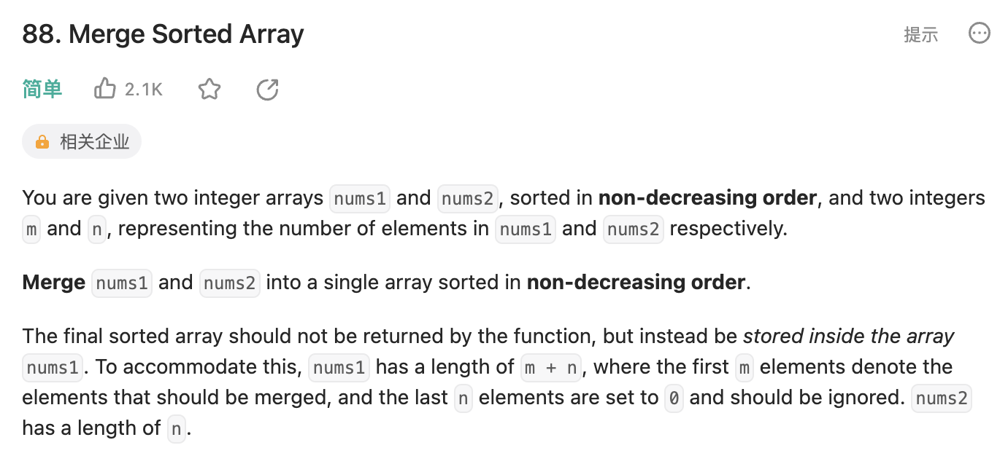 88. Merge Sorted Array
提示
简单
2.1K
相关企业
You are given two integer arrays nums1 and nums2, sorted in non-decreasing order, and two integers
m and n, representing the number of elements in nums1 and nums2 respectively.
Merge nums1 and nums2 into a single array sorted in non-decreasing order.
The final sorted array should not be returned by the function, but instead be stored inside the array
nums1. To accommodate this, nums1 has a length of m + n, where the first m elements denote the
elements that should be merged, and the last n elements are set to 0 and should be ignored. nums2
has a length of n.